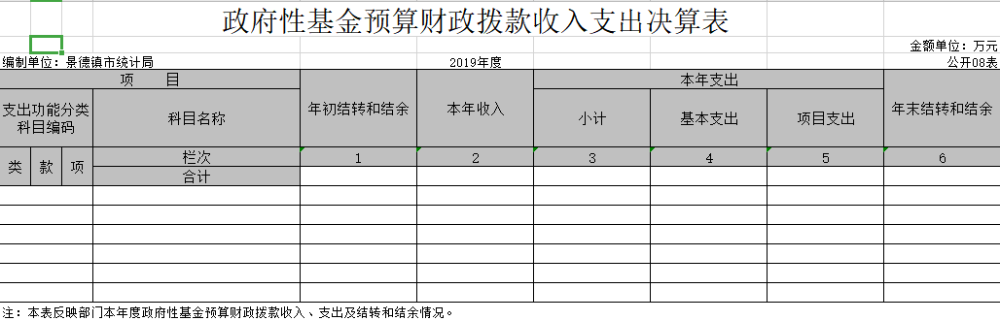 政府性基金预算财政拨款收入支出决算表
金额单位：万元
编制单位：景德镇市统计局 2019年度 公开08表
项 目 年初结转和结余 本年收入 本年支出 年末结转和结余
支出功能分类科目编码 科目名称 小计 基本支出 项目支出
类 款 项 栏次 1 2 3 4 5 6
合计
注：本表反映部门本年度政府性基金预算财政拨款收入、支出及结转和结余情况。